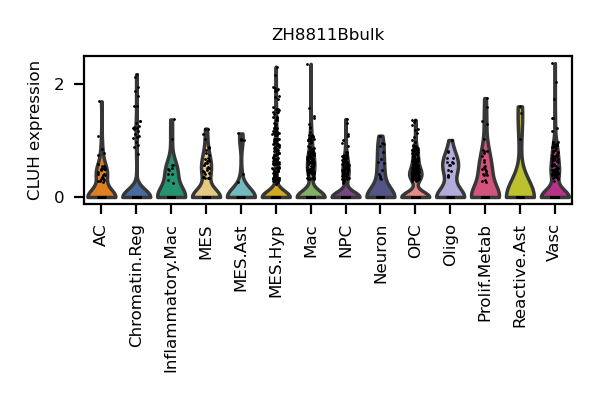 ZH8811Bbulk
CLUH expression
2
0
AC
Chromatin.Reg
Inflammatory.Mac
MES
MES.Ast
MES.Hyp
Mac
NPC
Neuron
OPC
Oligo
Prolif.Metab
Reactive.Ast
Vasc